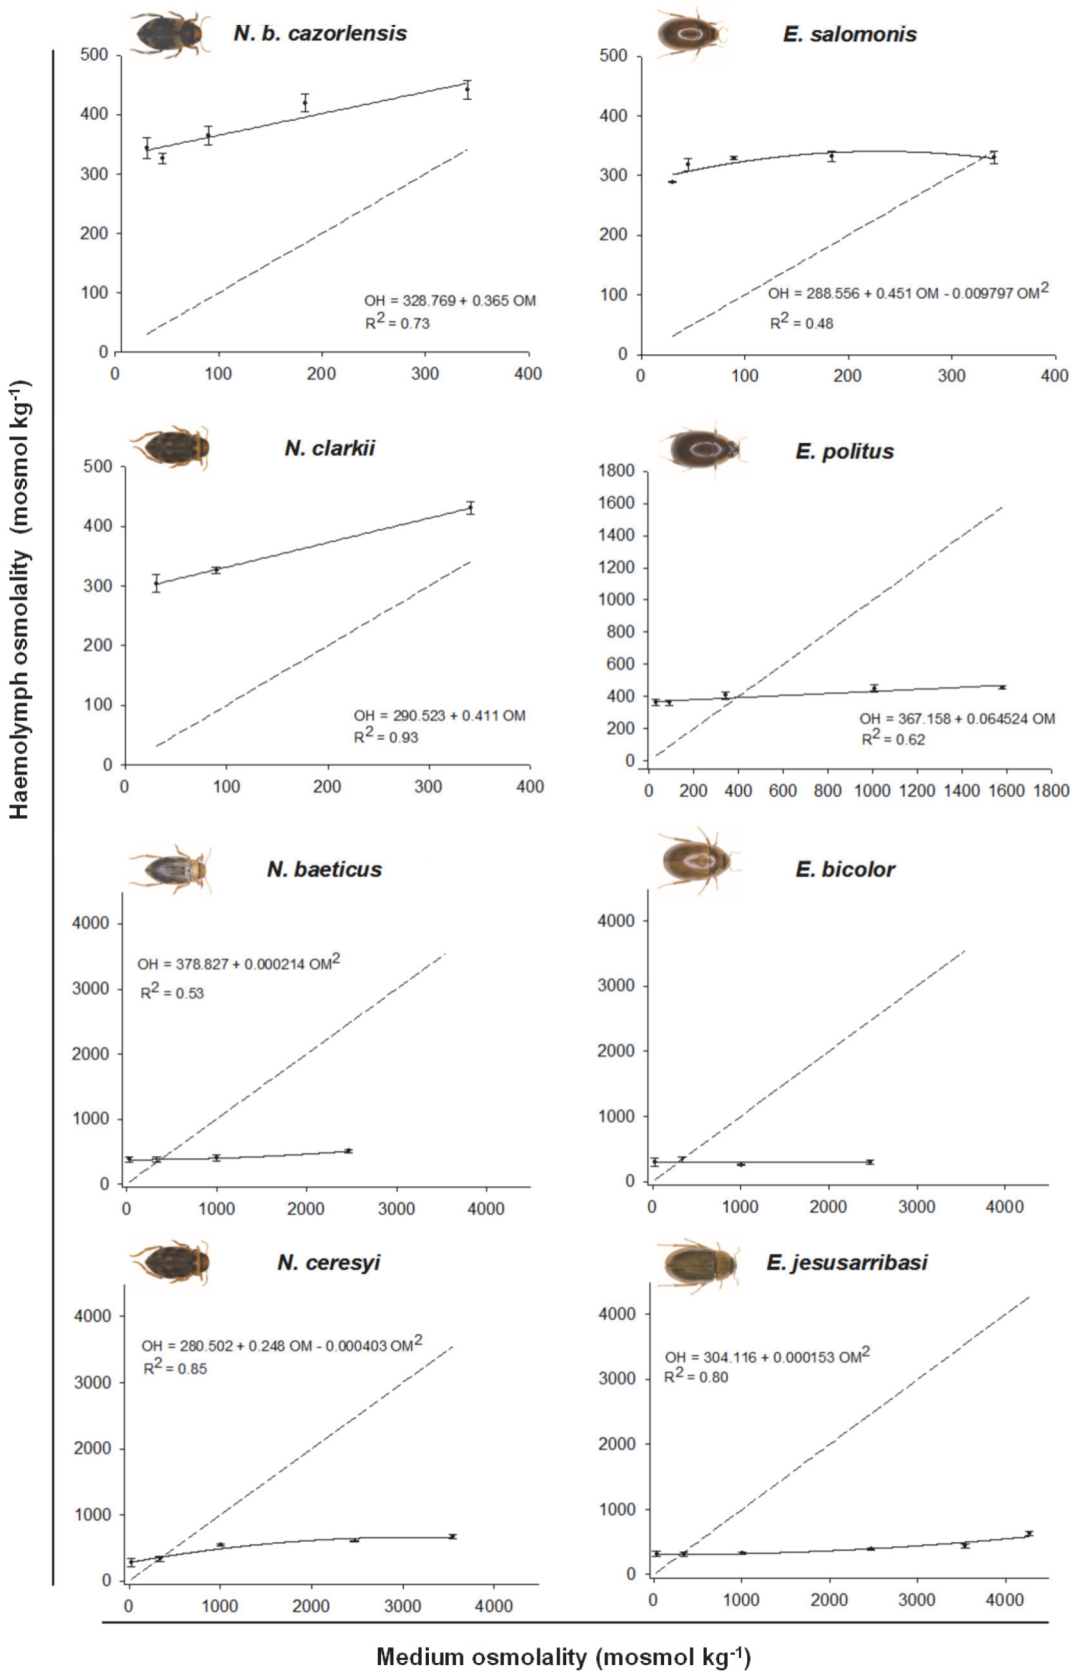 N. b. cazorlensis
E. salomonis
500
400
300
200
100
0
0 100 200 300 400
OH = 328.769 + 0.365 OM
R2 = 0.73
500
400
300
200
100
0
0 100 200 300 400
OH = 288.556 + 0.451 OM - 0.009797 OM2
R2 = 0.48
N. clarkii
E. politus
500
400
300
200
100
0
0 100 200 300 400
OH = 290.523 + 0.411 OM
R2 = 0.93
1800
1600
1400
1200
1000
800
600
400
200
0
0 200 400 600 800 1000 1200 1400 1600 1800
OH = 367.158 + 0.064524 OM
R2 = 0.62
Haemolymph osmolality (mosmol kg-1)
N. baeticus
E. bicolor
4000
3000
2000
1000
0
0 1000 2000 3000 4000
OH = 378.827 + 0.000214 OM2
R2 = 0.53
4000
3000
2000
1000
0
0 1000 2000 3000 4000
N. ceresyi
E. jesusarribasi
4000
3000
2000
1000
0
0 1000 2000 3000 4000
OH = 280.502 + 0.248 OM - 0.000403 OM2
R2 = 0.85
4000
3000
2000
1000
0
0 1000 2000 3000 4000
OH = 304.116 + 0.000153 OM2
R2 = 0.80
Medium osmolality (mosmol kg-1)